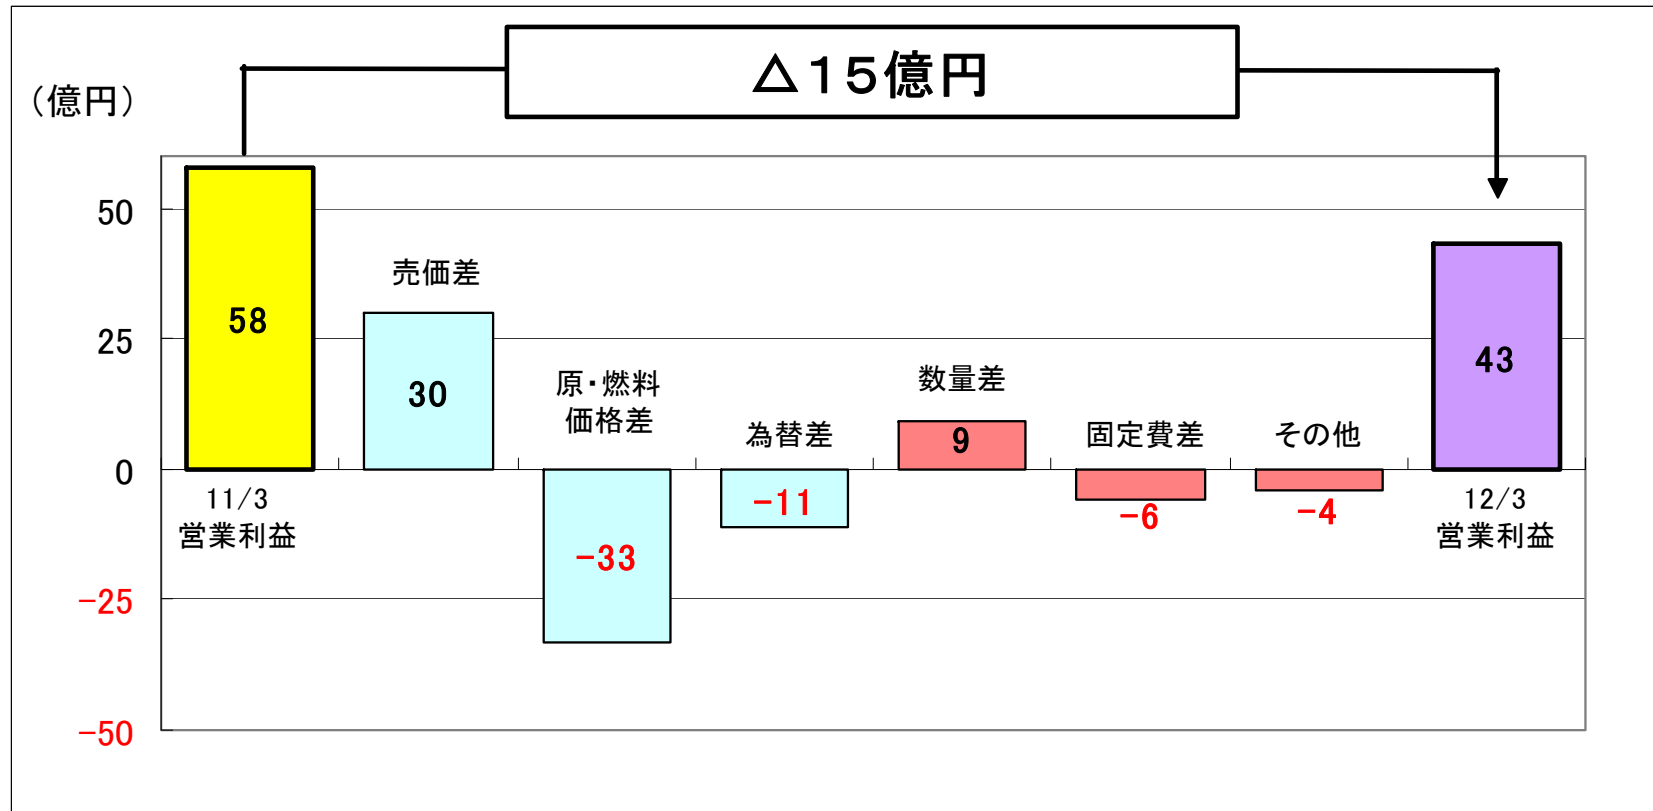 △15億円
(億円)
50
25
0
-25
-50
58
売価差
30
原・燃料
価格差
-33
為替差
-11
数量差
9
固定費差
-6
その他
-4
43
11/3
営業利益
12/3
営業利益